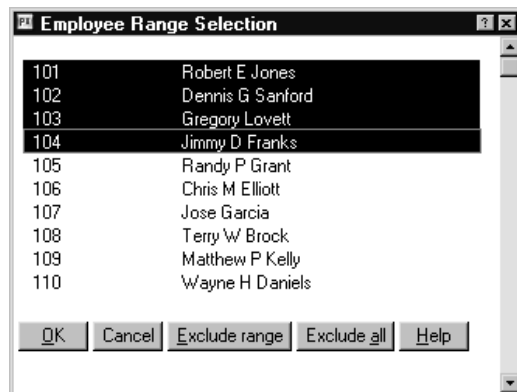 Employee Range Selection
101 Robert E Jones
102 Dennis G Sanford
103 Gregory Lovett
104 Jimmy D Franks
105 Randy P Grant
106 Chris M Elliott
107 Jose Garcia
108 Terry W Brock
109 Matthew P Kelly
110 Wayne H Daniels
OK Cancel Exclude range Exclude all Help